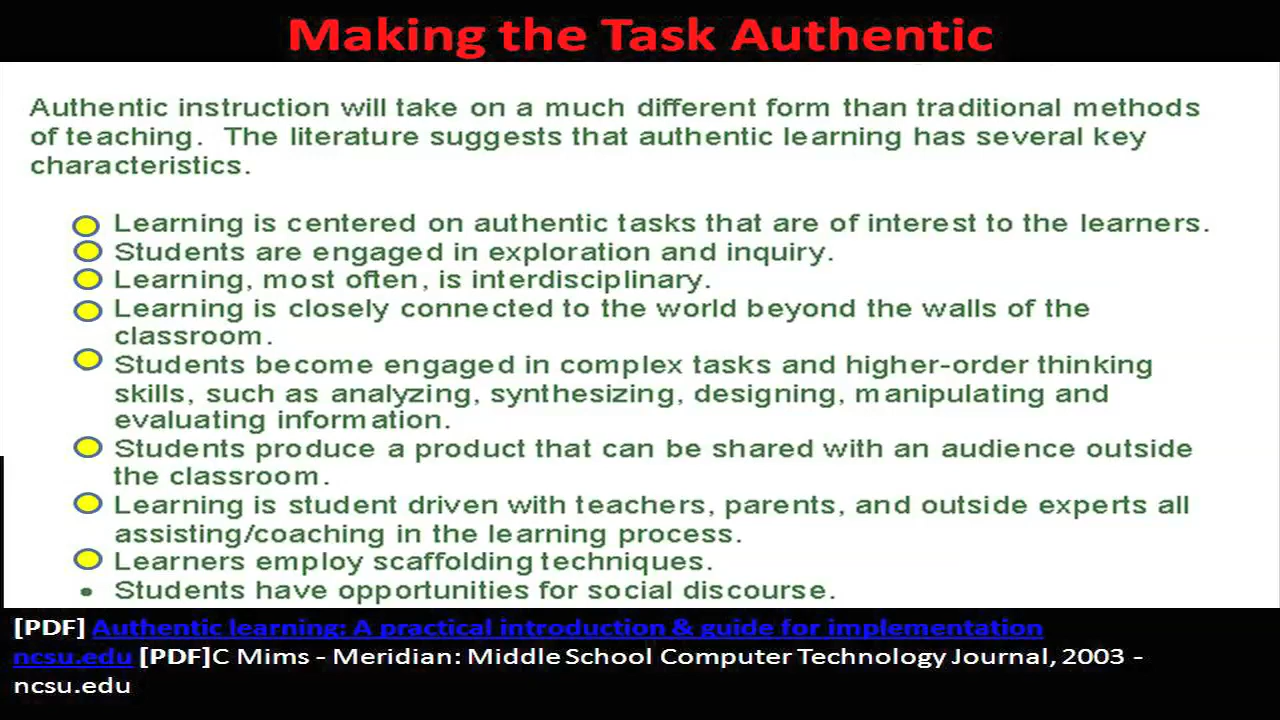 Making the Task Authentic
Authentic instruction will take on a much different form than traditional methods
of teaching. The literature suggests that authentic learning has several key
characteristics.
Learning is centered on authentic tasks that are of interest to the learners.
Students are engaged in exploration and inquiry.
Learning, most often, is interdisciplinary.
Learning is closely connected to the world beyond the walls of the
classroom.
Students become engaged in complex tasks and higher-order thinking
skills, such as analyzing, synthesizing, designing, manipulating and
evaluating information.
Students produce a product that can be shared with an audience outside
the classroom.
Learning is student driven with teachers, parents, and outside experts all
assisting/coaching in the learning process.
Learners employ scaffolding techniques.
• Students have opportunities for social discourse.
[PDF] Authentic learning: A practical introduction & guide for implementation
ncsu.edu [PDF]C Mims - Meridian: Middle School Computer Technology Journal, 2003 -
ncsu.edu